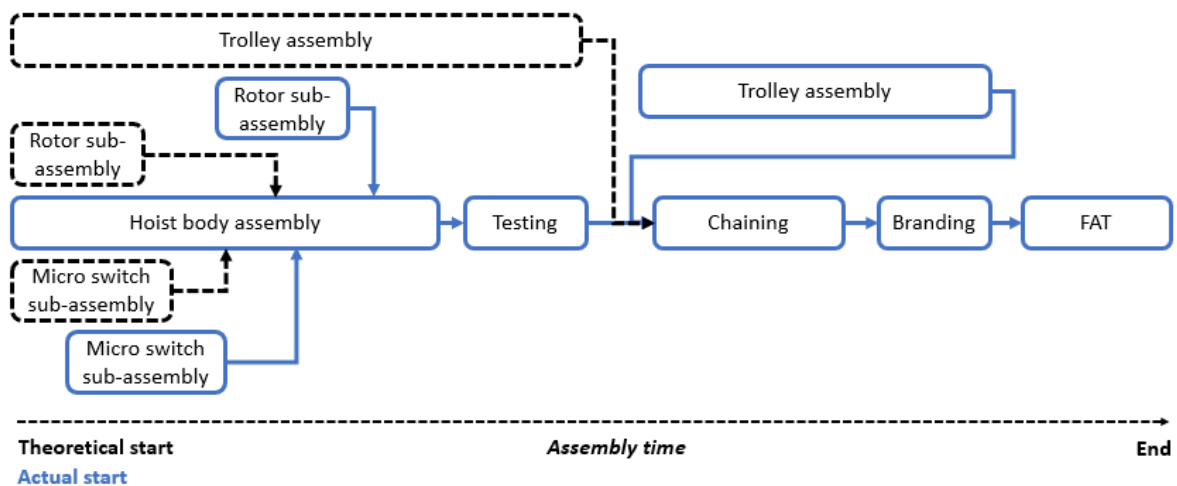 Trolley assembly
Trolley assembly
Rotor sub-
assembly
Rotor sub-
assembly
Hoist body assembly
Testing
Chaining
Branding
FAT
Micro switch
sub-assembly
Micro switch
sub-assembly
Theoretical start
Assembly time
End
Actual start